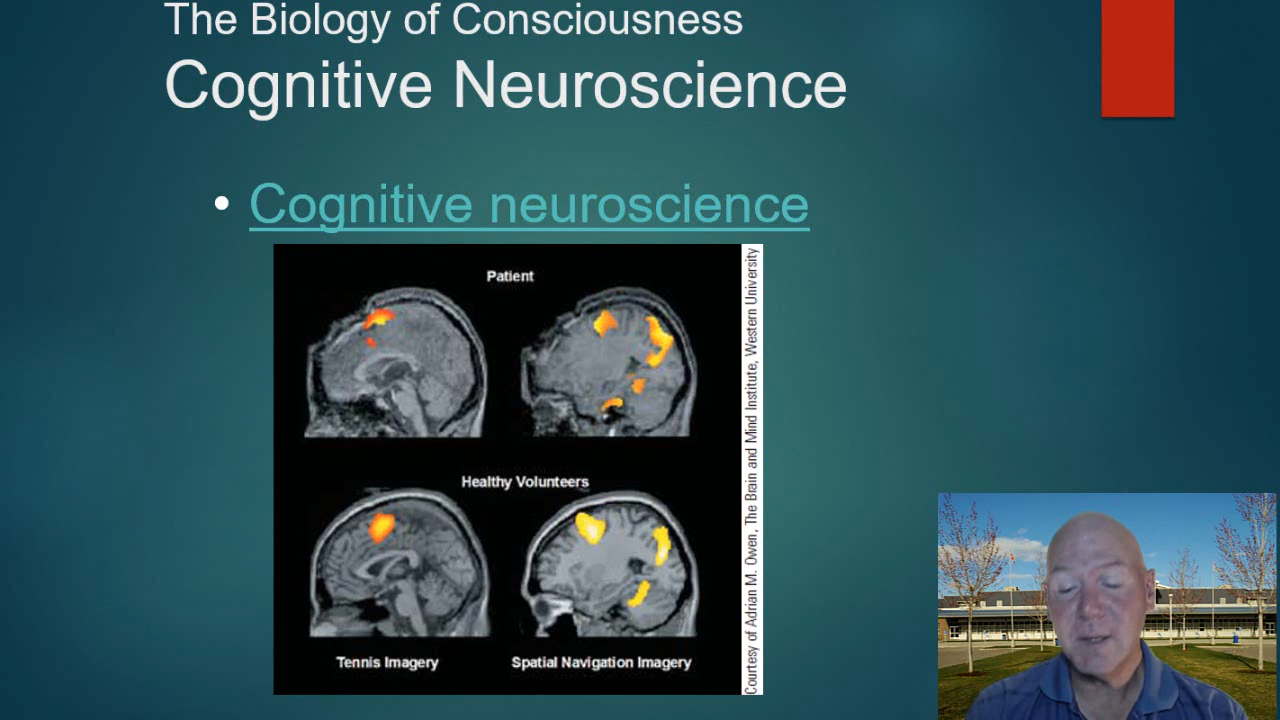 The Biology of Consciousness
Cognitive Neuroscience
• Cognitive neuroscience
Patient
Healthy Volunteers
Tennis Imagery
Spatial Navigation Imagery
Courtesy of Adrian M. Owen, The Brain and Mind Institute, Western University